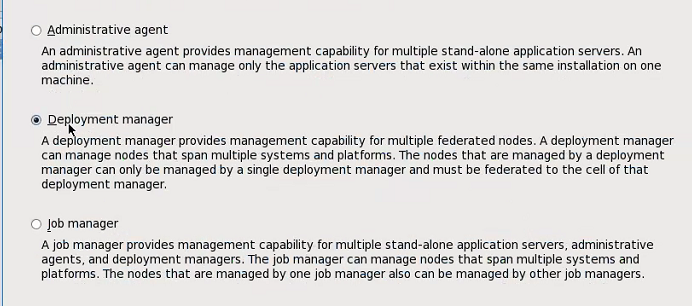 Administrative agent
An administrative agent provides management capability for multiple stand-alone application servers. An
administrative agent can manage only the application servers that exist within the same installation on one
machine.
Deployment manager
A deployment manager provides management capability for multiple federated nodes. A deployment manager
can manage nodes that span multiple systems and platforms. The nodes that are managed by a deployment
manager can only be managed by a single deployment manager and must be federated to the cell of that
deployment manager.
Job manager
A job manager provides management capability for multiple stand-alone application servers, administrative
agents, and deployment managers. The job manager can manage nodes that span multiple systems and
platforms. The nodes that are managed by one job manager also can be managed by other job managers.